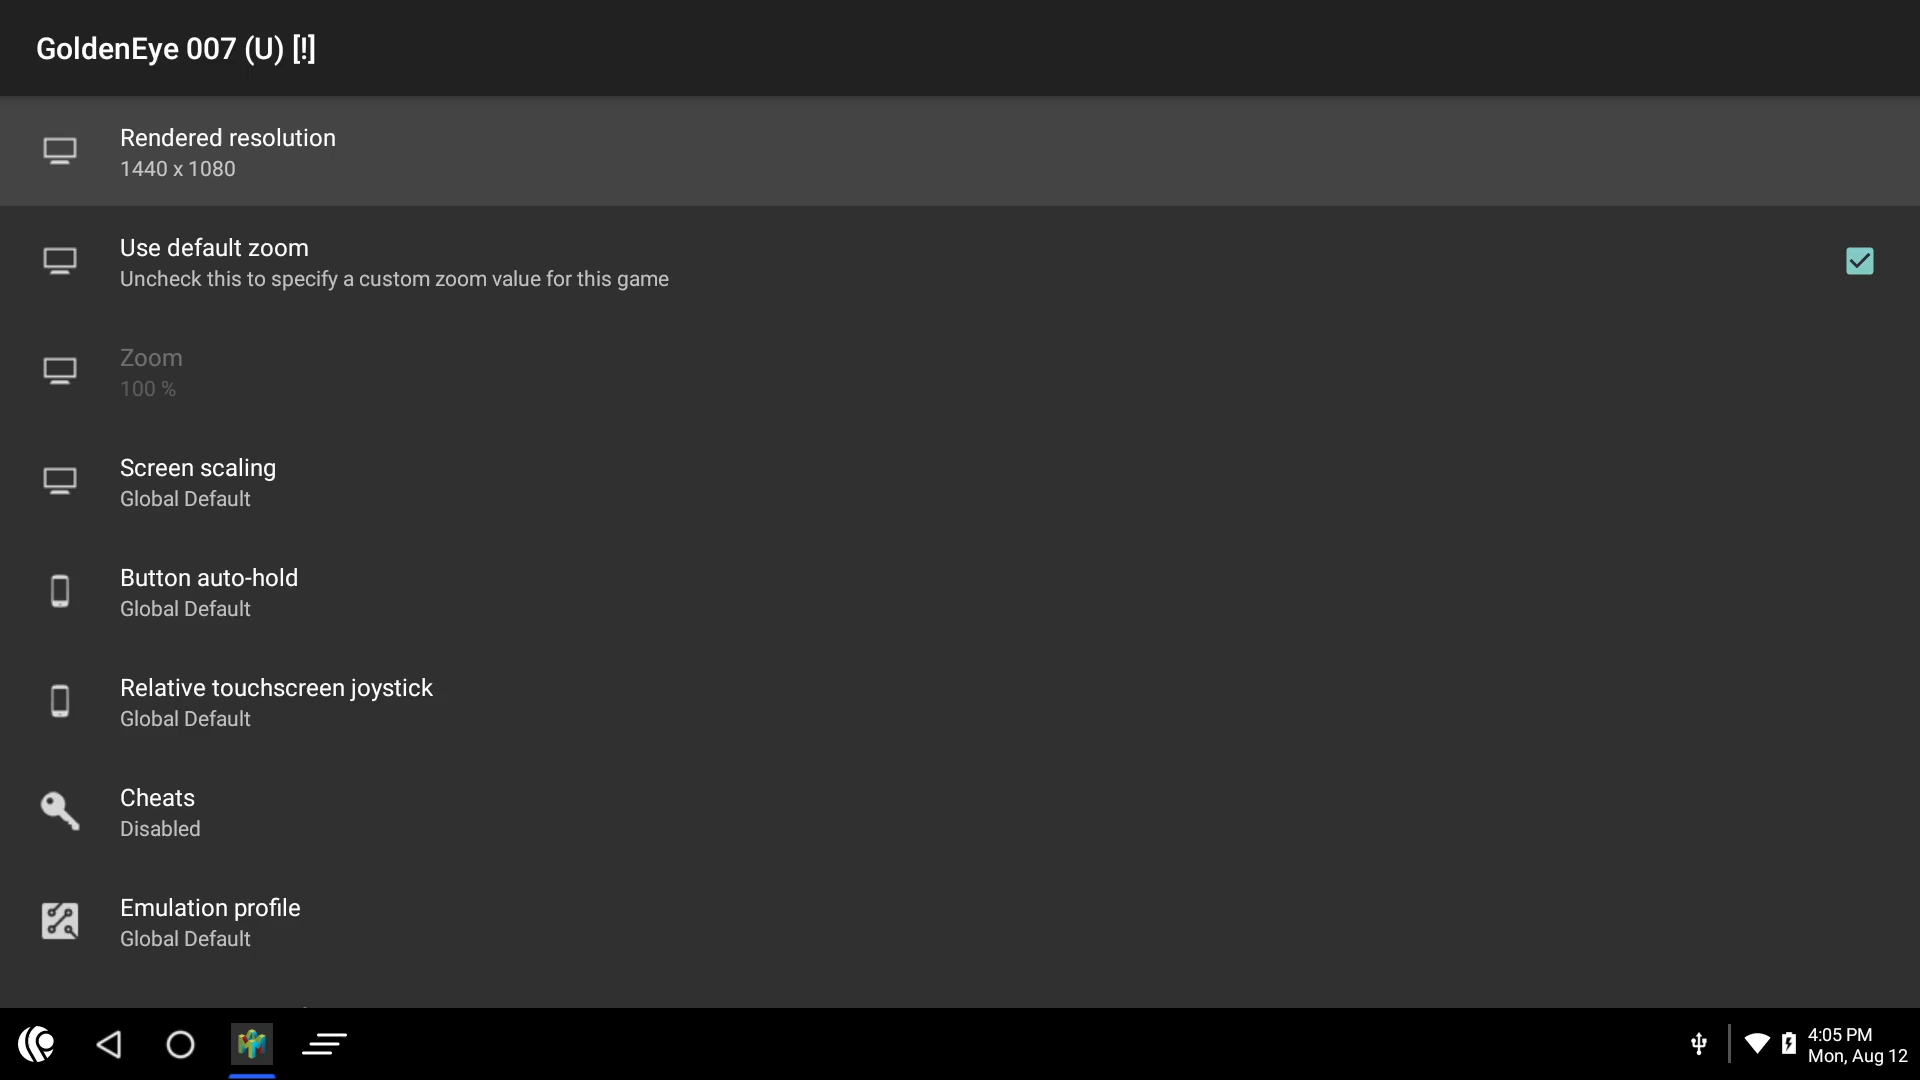 GoldenEye 007 (U) [!]
Rendered resolution
1440 x 1080
Use default zoom
Uncheck this to specify a custom zoom value for this game
Zoom
100 %
Screen scaling
Global Default
Button auto-hold
Global Default
Relative touchscreen joystick
Global Default
Cheats
Disabled
Emulation profile
Global Default
4:05 PM
Mon, Aug 12